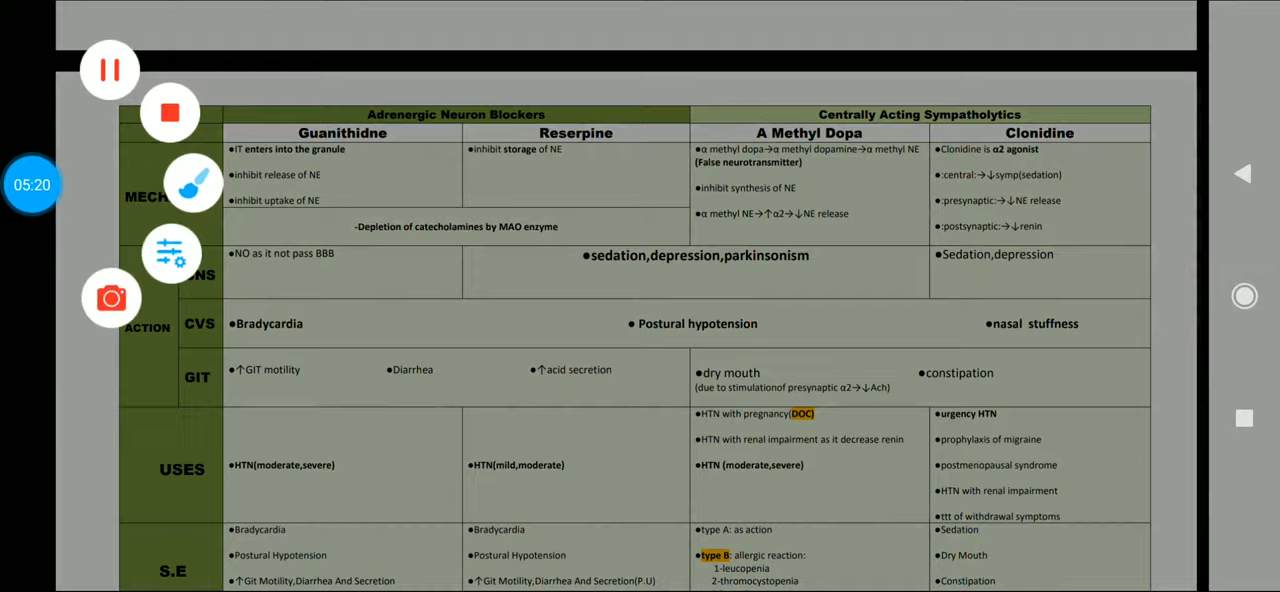 Adrenergic Neuron Blockers
Centrally Acting Sympatholytics
Guanithidne
Reserpine
A Methyl Dopa
Clonidine
MECH
●IT enters into the granule
●inhibit release of NE
●inhibit uptake of NE
●inhibit storage of NE
-Depletion of catecholamines by MAO enzyme
●α methyl dopa→α methyl dopamine→α methyl NE
(False neurotransmitter)
●inhibit synthesis of NE
●α methyl NE→↑α2→↓NE release
●Clonidine is α2 agonist
●:central:→↓symp(sedation)
●:presynaptic:→↓NE release
●:postsynaptic:→↓renin
05:20
ACTION
NS
●NO as it not pass BBB
●sedation,depression,parkinsonism
●Sedation,depression
CVS
●Bradycardia
● Postural hypotension
●nasal stuffness
GIT
●↑GIT motility
●Diarrhea
●↑acid secretion
●dry mouth
(due to stimulationof presynaptic α2→↓Ach)
●constipation
USES
●HTN(moderate,severe)
●HTN(mild,moderate)
●HTN with pregnancy(DOC)
●HTN with renal impairment as it decrease renin
●HTN (moderate,severe)
●urgency HTN
●prophylaxis of migraine
●postmenopausal syndrome
●HTN with renal impairment
●ttt of withdrawal symptoms
S.E
●Bradycardia
●Postural Hypotension
●↑Git Motility,Diarrhea And Secretion
●Bradycardia
●Postural Hypotension
●↑Git Motility,Diarrhea And Secretion(P.U)
●type A: as action
●type B: allergic reaction:
1-leucopenia
2-thromocystopenia
●Sedation
●Dry Mouth
●Constipation